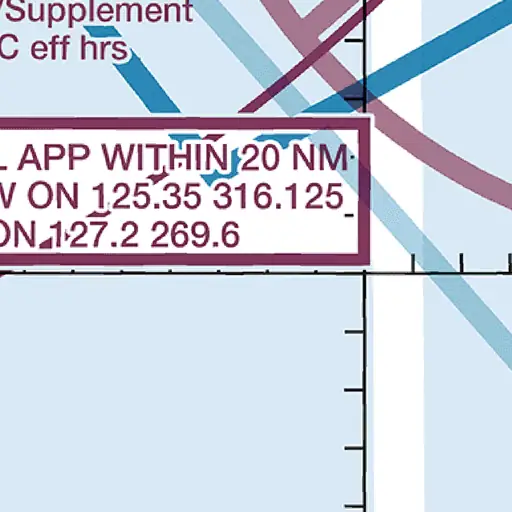 /Supplement
C eff hrs
L APP WITHIN 20 NM
W ON 125.35 316.125
ON 127.2 269.6